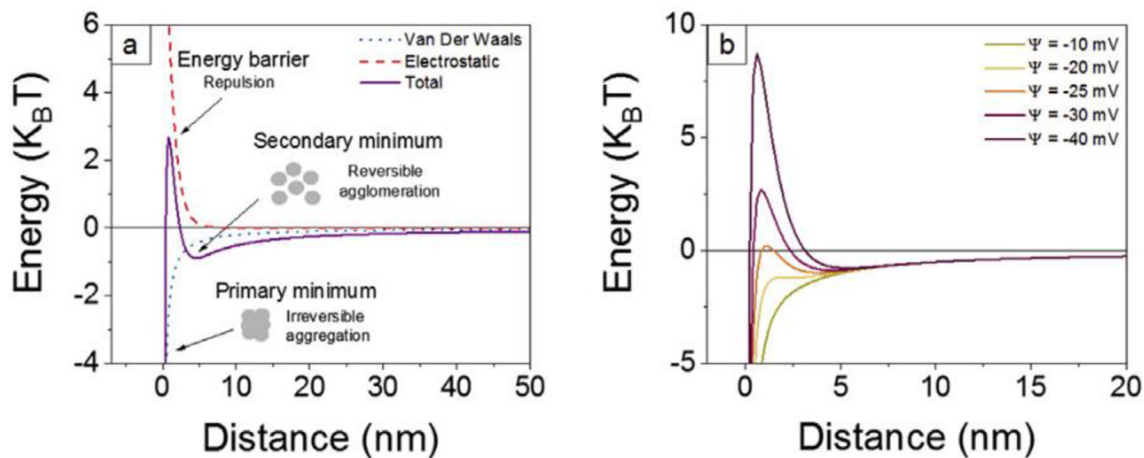 a
Van Der Waals
Electrostatic
Total
Energy barrier
Repulsion
Secondary minimum
Reversible
agglomeration
Primary minimum
Irreversible
aggregation
6
4
2
0
-2
-4
0
10
20
30
40
50
Energy (K_BT)
Distance (nm)
b
Ψ = -10 mV
Ψ = -20 mV
Ψ = -25 mV
Ψ = -30 mV
Ψ = -40 mV
10
5
0
-5
0
5
10
15
20
Energy (K_BT)
Distance (nm)